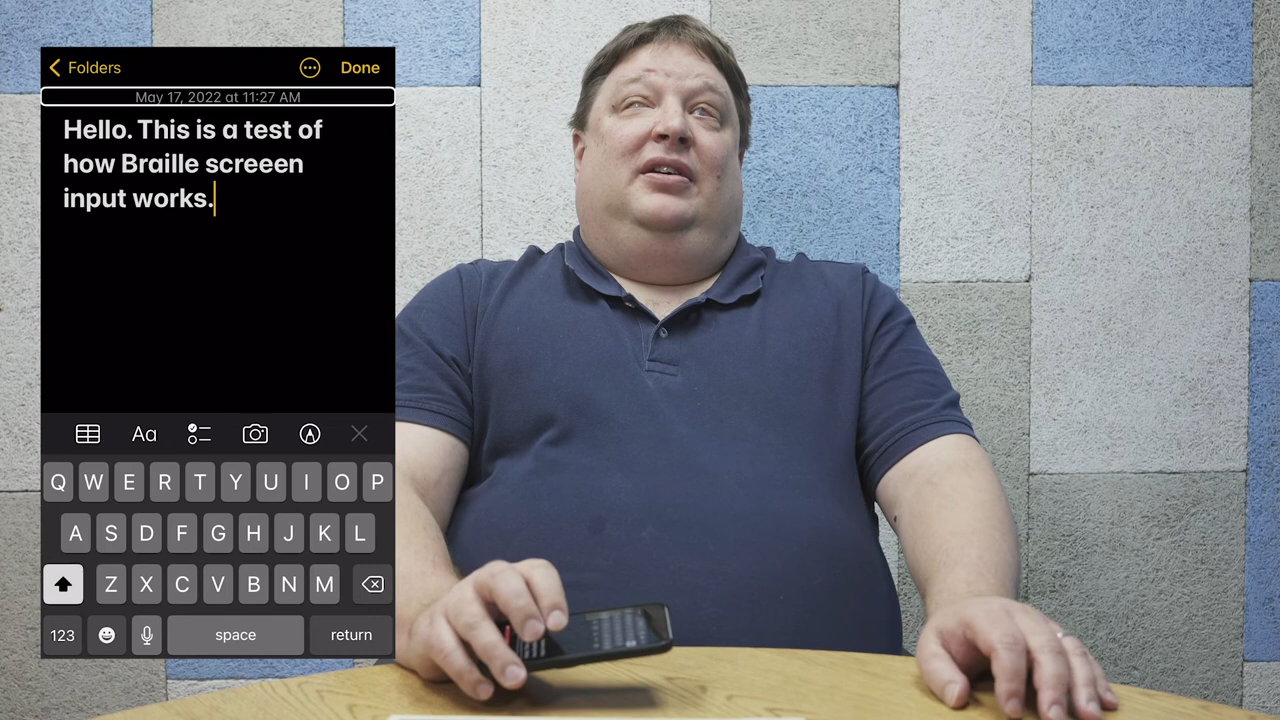 Folders
Done
May 17, 2022 at 11:27 AM
Hello. This is a test of
how Braille screeen
input works.
Aa
Q W E R T Y U I O P
A S D F G H J K L
Z X C V B N M
123 space return